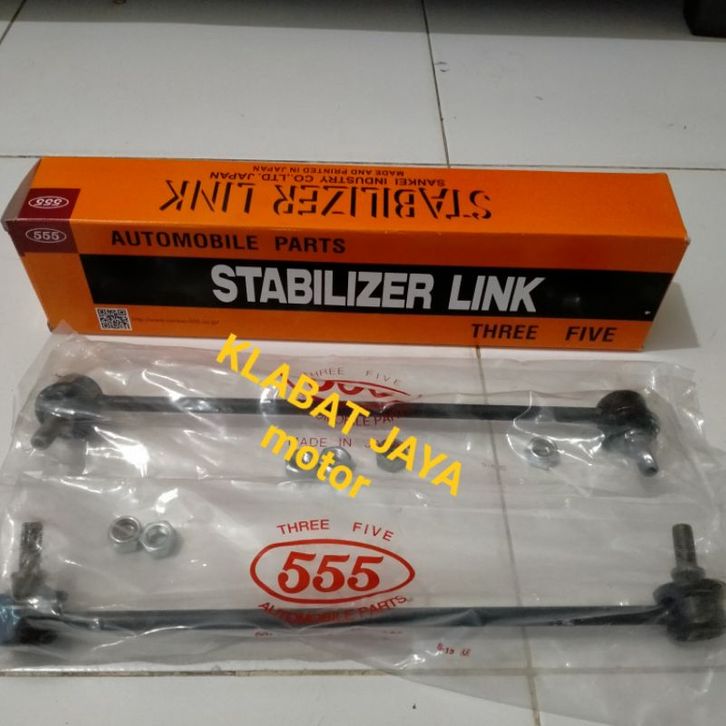 STABILIZER LINK
SANKEI INDUSTRY CO.,LTD. JAPAN
MADE AND PRINTED IN JAPAN
555
555
AUTOMOBILE PARTS
STABILIZER LINK
THREE FIVE
KLABAT JAYA
motor
THREE FIVE
MADE IN
THREE FIVE
555
AUTOMOBILE PARTS